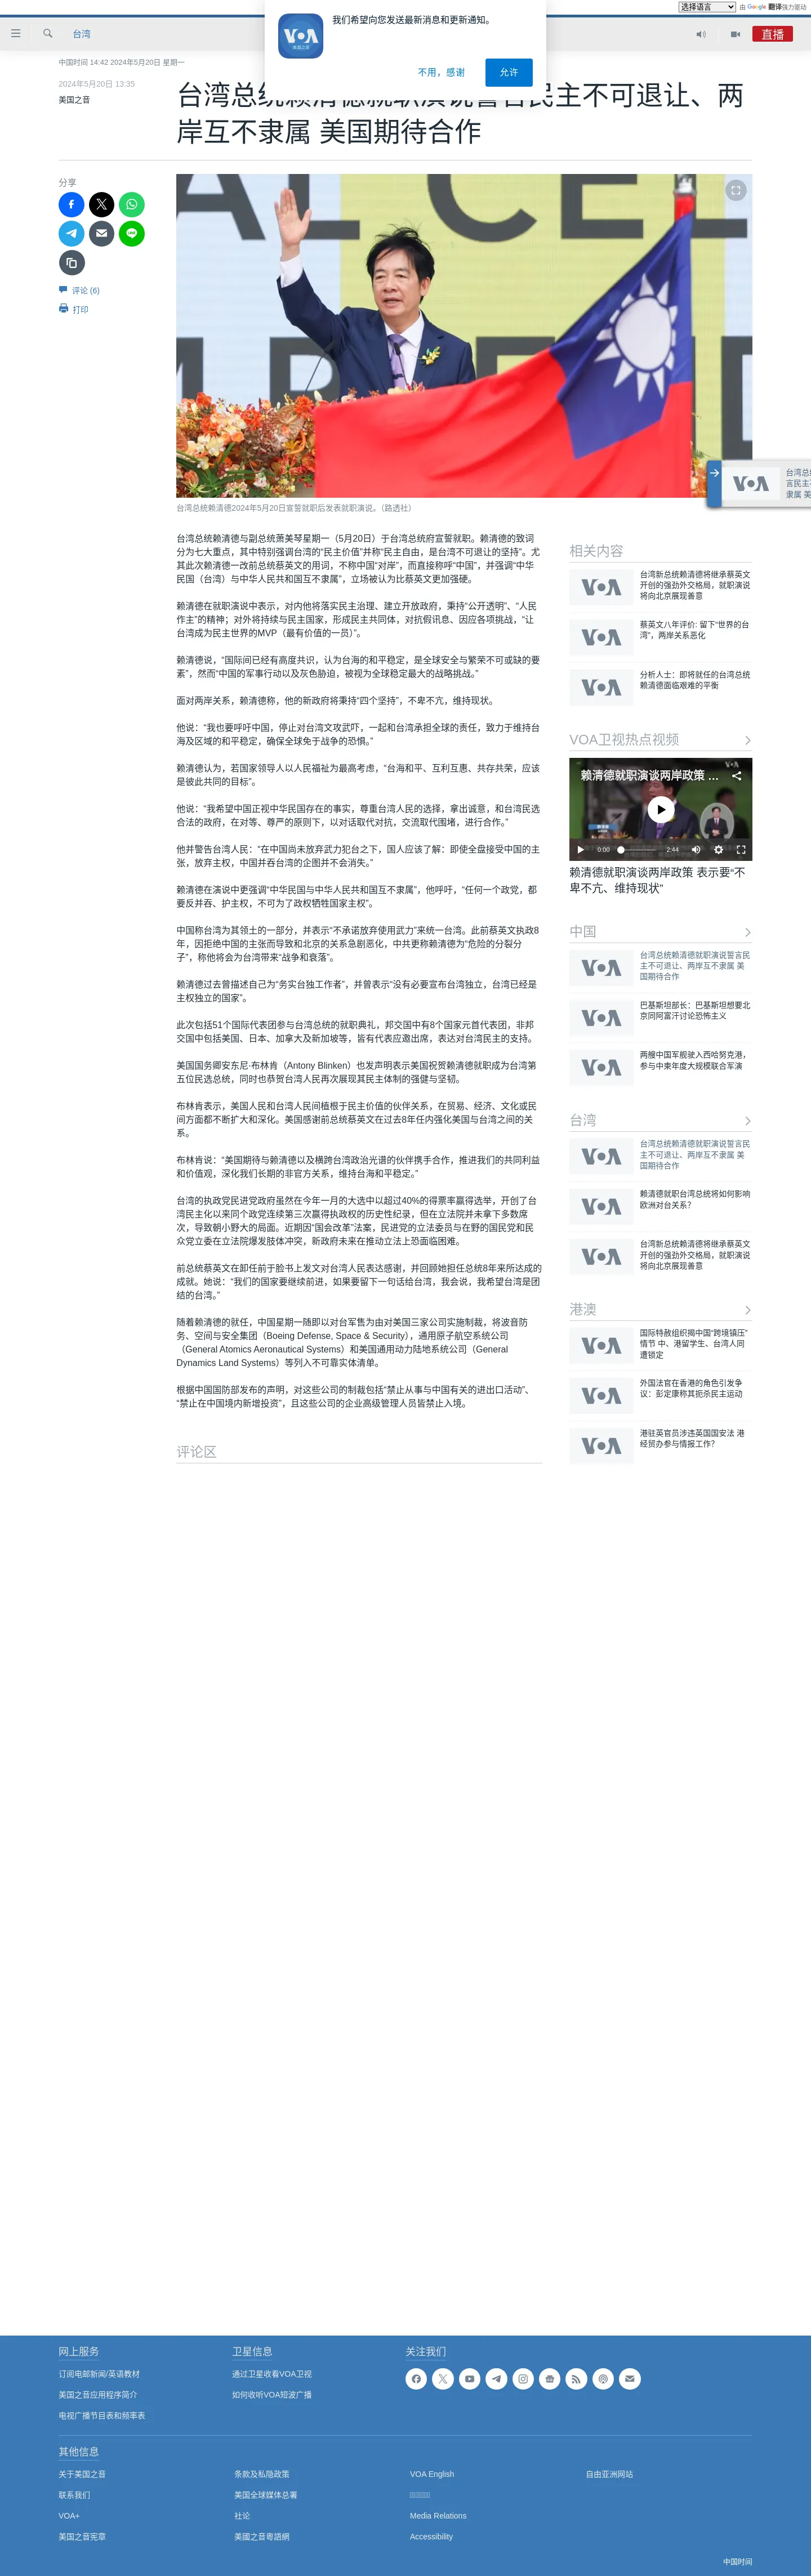 选择语言
由 Google 翻译强力驱动
台湾
直播
VOA
美国之音
我们希望向您发送最新消息和更新通知。
不用，感谢
允许
中国时间 14:42 2024年5月20日 星期一
2024年5月20日 13:35
美国之音
台湾总统赖清德就职演说誓言民主不可退让、两
岸互不隶属 美国期待合作
分享
评论 (6)
打印
台湾总统赖清德2024年5月20日宣誓就职后发表就职演说。（路透社）
VOA
台湾总统
言民主不
隶属 美
台湾总统赖清德与副总统萧美琴星期一（5月20日）于台湾总统府宣誓就职。赖清德的致词
分为七大重点，其中特别强调台湾的“民主价值”并称“民主自由，是台湾不可退让的坚持”。尤
其此次赖清德一改前总统蔡英文的用词，不称中国“对岸”，而直接称呼“中国”，并强调“中华
民国（台湾）与中华人民共和国互不隶属”，立场被认为比蔡英文更加强硬。
赖清德在就职演说中表示，对内他将落实民主治理、建立开放政府，秉持“公开透明”、“人民
作主”的精神；对外将持续与民主国家，形成民主共同体，对抗假讯息、因应各项挑战，“让
台湾成为民主世界的MVP（最有价值的一员）”。
赖清德说，“国际间已经有高度共识，认为台海的和平稳定，是全球安全与繁荣不可或缺的要
素”，然而“中国的军事行动以及灰色胁迫，被视为全球稳定最大的战略挑战。”
面对两岸关系，赖清德称，他的新政府将秉持“四个坚持”，不卑不亢，维持现状。
他说：“我也要呼吁中国，停止对台湾文攻武吓，一起和台湾承担全球的责任，致力于维持台
海及区域的和平稳定，确保全球免于战争的恐惧。”
赖清德认为，若国家领导人以人民福祉为最高考虑，“台海和平、互利互惠、共存共荣，应该
是彼此共同的目标”。
他说：“我希望中国正视中华民国存在的事实，尊重台湾人民的选择，拿出诚意，和台湾民选
合法的政府，在对等、尊严的原则下，以对话取代对抗，交流取代围堵，进行合作。”
他并警告台湾人民：“在中国尚未放弃武力犯台之下，国人应该了解：即使全盘接受中国的主
张，放弃主权，中国并吞台湾的企图并不会消失。”
赖清德在演说中更强调“中华民国与中华人民共和国互不隶属”，他呼吁，“任何一个政党，都
要反并吞、护主权，不可为了政权牺牲国家主权”。
中国称台湾为其领土的一部分，并表示“不承诺放弃使用武力”来统一台湾。此前蔡英文执政8
年，因拒绝中国的主张而导致和北京的关系急剧恶化，中共更称赖清德为“危险的分裂分
子”，称他将会为台湾带来“战争和衰落”。
赖清德过去曾描述自己为“务实台独工作者”，并曾表示“没有必要宣布台湾独立，台湾已经是
主权独立的国家”。
此次包括51个国际代表团参与台湾总统的就职典礼，邦交国中有8个国家元首代表团，非邦
交国中包括美国、日本、加拿大及新加坡等，皆有代表应邀出席，表达对台湾民主的支持。
美国国务卿安东尼·布林肯（Antony Blinken）也发声明表示美国祝贺赖清德就职成为台湾第
五位民选总统，同时也恭贺台湾人民再次展现其民主体制的强健与坚韧。
布林肯表示，美国人民和台湾人民间植根于民主价值的伙伴关系，在贸易、经济、文化或民
间方面都不断扩大和深化。美国感谢前总统蔡英文在过去8年任内强化美国与台湾之间的关
系。
布林肯说：“美国期待与赖清德以及横跨台湾政治光谱的伙伴携手合作，推进我们的共同利益
和价值观，深化我们长期的非官方关系，维持台海和平稳定。”
台湾的执政党民进党政府虽然在今年一月的大选中以超过40%的得票率赢得选举，开创了台
湾民主化以来同个政党连续第三次赢得执政权的历史性纪录，但在立法院并未拿下多数席
次，导致朝小野大的局面。近期因“国会改革”法案，民进党的立法委员与在野的国民党和民
众党立委在立法院爆发肢体冲突，新政府未来在推动立法上恐面临困难。
前总统蔡英文在卸任前于脸书上发文对台湾人民表达感谢，并回顾她担任总统8年来所达成的
成就。她说：“我们的国家要继续前进，如果要留下一句话给台湾，我会说，我希望台湾是团
结的台湾。”
随着赖清德的就任，中国星期一随即以对台军售为由对美国三家公司实施制裁，将波音防
务、空间与安全集团（Boeing Defense, Space & Security），通用原子航空系统公司
（General Atomics Aeronautical Systems）和美国通用动力陆地系统公司（General
Dynamics Land Systems）等列入不可靠实体清单。
根据中国国防部发布的声明，对这些公司的制裁包括“禁止从事与中国有关的进出口活动”、
“禁止在中国境内新增投资”，且这些公司的企业高级管理人员皆禁止入境。
评论区
相关内容
VOA
台湾新总统赖清德将继承蔡英文
开创的强劲外交格局，就职演说
将向北京展现善意
VOA
蔡英文八年评价: 留下“世界的台
湾”，两岸关系恶化
VOA
分析人士：即将就任的台湾总统
赖清德面临艰难的平衡
VOA卫视热点视频
赖清德就职演谈两岸政策 …
VOA
0:00
2:44
赖清德就职演谈两岸政策 表示要“不
卑不亢、维持现状”
中国
VOA
台湾总统赖清德就职演说誓言民
主不可退让、两岸互不隶属 美
国期待合作
VOA
巴基斯坦部长：巴基斯坦想要北
京同阿富汗讨论恐怖主义
VOA
两艘中国军舰驶入西哈努克港，
参与中柬年度大规模联合军演
台湾
VOA
台湾总统赖清德就职演说誓言民
主不可退让、两岸互不隶属 美
国期待合作
VOA
赖清德就职台湾总统将如何影响
欧洲对台关系？
VOA
台湾新总统赖清德将继承蔡英文
开创的强劲外交格局，就职演说
将向北京展现善意
港澳
VOA
国际特赦组织揭中国“跨境镇压”
情节 中、港留学生、台湾人同
遭锁定
VOA
外国法官在香港的角色引发争
议：彭定康称其扼杀民主运动
VOA
港驻英官员涉违英国国安法 港
经贸办参与情报工作？
网上服务
订阅电邮新闻/英语教材
美国之音应用程序简介
电视广播节目表和频率表
卫星信息
通过卫星收看VOA卫视
如何收听VOA短波广播
关注我们
其他信息
关于美国之音
联系我们
VOA+
美国之音宪章
条款及私隐政策
美国全球媒体总署
社论
美國之音粵語網
VOA English
Media Relations
Accessibility
自由亚洲网站
中国时间